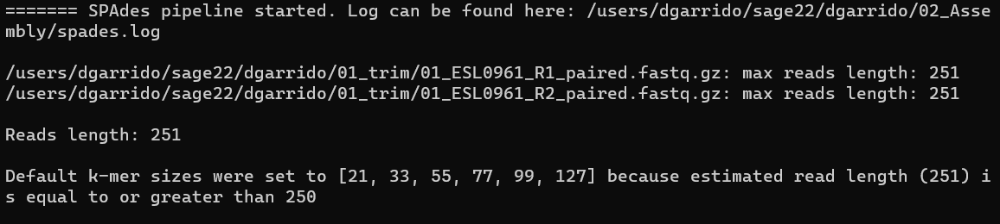 ======= SPAdes pipeline started. Log can be found here: /users/dgarrido/sage22/dgarrido/02_Asse
mbly/spades.log
/users/dgarrido/sage22/dgarrido/01_trim/01_ESL0961_R1_paired.fastq.gz: max reads length: 251
/users/dgarrido/sage22/dgarrido/01_trim/01_ESL0961_R2_paired.fastq.gz: max reads length: 251
Reads length: 251
Default k-mer sizes were set to [21, 33, 55, 77, 99, 127] because estimated read length (251) i
s equal to or greater than 250